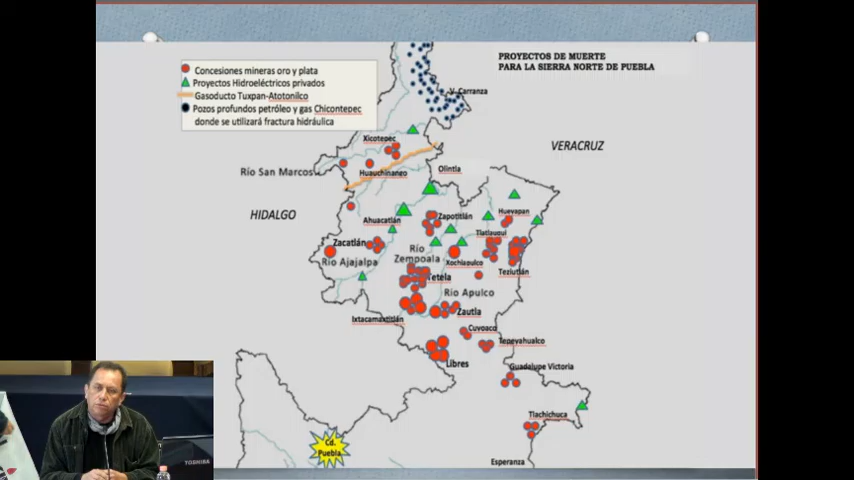 PROYECTOS DE MUERTE
PARA LA SIERRA NORTE DE PUEBLA
Concesiones mineras oro y plata
Proyectos Hidroeléctricos privados
Gasoducto Tuxpan-Atotonilco
Pozos profundos petróleo y gas Chicontepec
donde se utilizará fractura hidráulica
V. Carranza
Xicotepec
VERACRUZ
Río San Marcos
Huauchinango
Olintla
HIDALGO
Ahuacatlán
Zapotitlán
Hueyapan
Tlatlauqui
Zacatlán
Río
Zempoala
Río Ajajalpa
Xochiapulco
Teziutlán
Tetela
Río Apulco
Ixtacamaxtitlán
Zautla
Cuyoaco
Tepeyahualco
Libres
Guadalupe Victoria
Tlachichuca
Cd.
Puebla
Esperanza
TOSHIBA